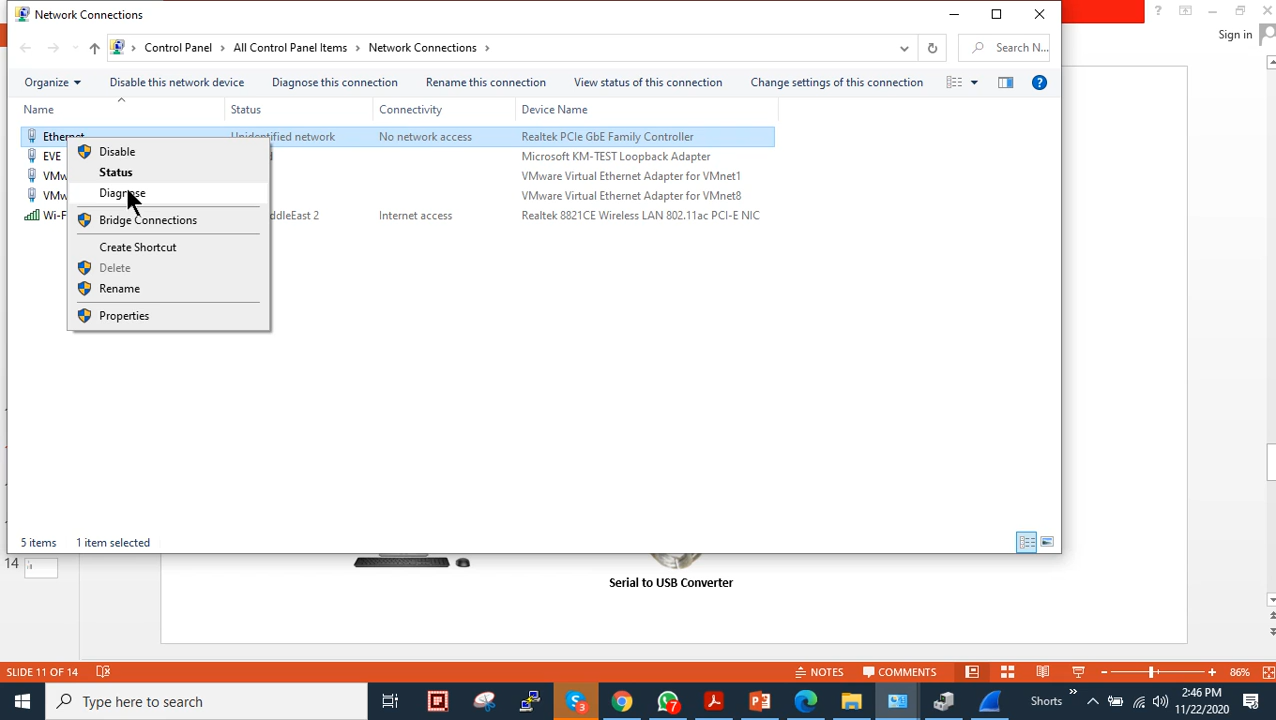 Network Connections
Sign in
Control Panel > All Control Panel Items > Network Connections >
Search N...
Organize
Disable this network device
Diagnose this connection
Rename this connection
View status of this connection
Change settings of this connection
Name
Status
Connectivity
Device Name
Ethernet
Unidentified network
No network access
Realtek PCIe GbE Family Controller
EVE
Microsoft KM-TEST Loopback Adapter
VMware Virtual Ethernet Adapter for VMnet1
VMware Virtual Ethernet Adapter for VMnet8
Internet access
Realtek 8821CE Wireless LAN 802.11ac PCI-E NIC
Disable
Status
Diagnose
Bridge Connections
Create Shortcut
Delete
Rename
Properties
5 items
1 item selected
14
Serial to USB Converter
SLIDE 11 OF 14
NOTES
COMMENTS
86%
Type here to search
Shorts
2:46 PM
11/22/2020